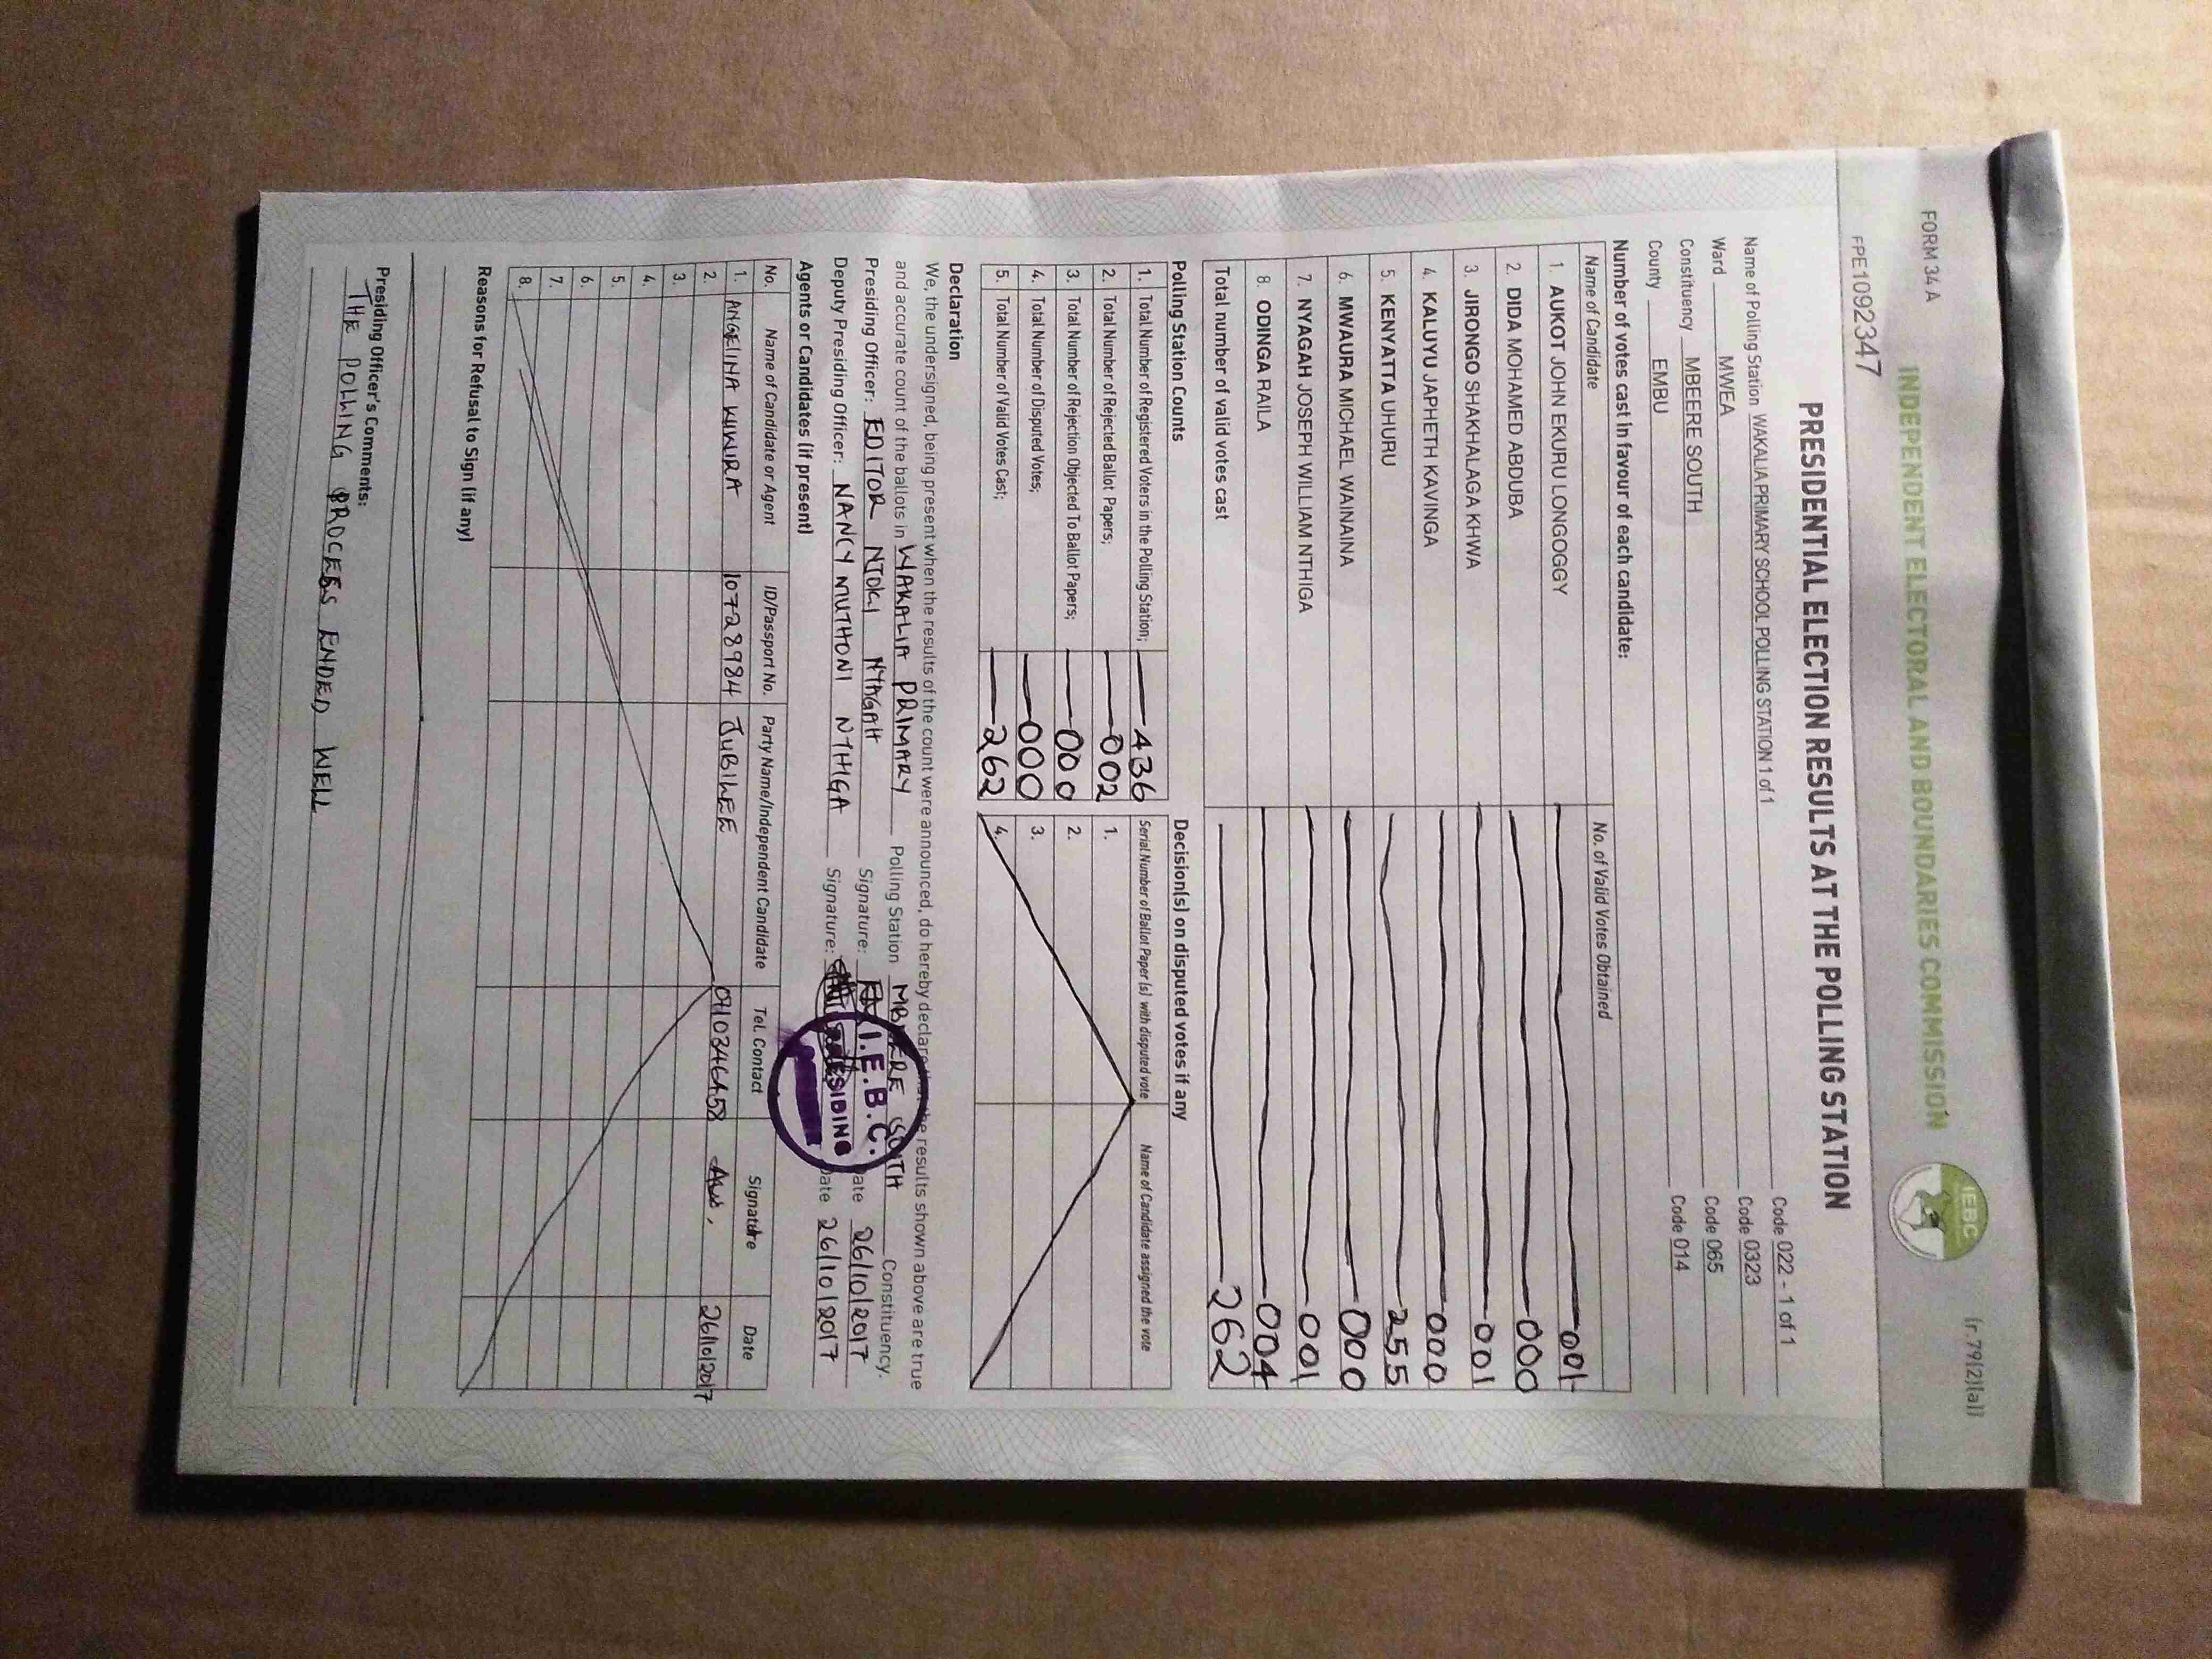 FORM 34 A
(r.79(2)(a))
INDEPENDENT ELECTORAL AND BOUNDARIES COMMISSION
IEBC
FPE1092347
PRESIDENTIAL ELECTION RESULTS AT THE POLLING STATION
Name of Polling Station WAKALIA PRIMARY SCHOOL POLLING STATION 1 of 1 Code 022 - 1 of 1
Ward MWEA Code 0323
Constituency MBEERE SOUTH Code 065
County EMBU Code 014
Number of votes cast in favour of each candidate:
Name of Candidate No. of Valid Votes Obtained
1. AUKOT JOHN EKURU LONGOGGY 001
2. DIDA MOHAMED ABDUBA 000
3. JIRONGO SHAKHALAGA KHWA 001
4. KALUYU JAPHETH KAVINGA 000
5. KENYATTA UHURU 255
6. MWAURA MICHAEL WAINAINA 000
7. NYAGAH JOSEPH WILLIAM NTHIGA 001
8 ODINGA RAILA 004
Total number of valid votes cast 262
Polling Station Counts Decision(s) on disputed votes if any
Serial Number of Ballot Paper (s) with disputed vote Name of Candidate assigned the vote
1. Total Number of Registered Voters in the Polling Station; 436
2. Total Number of Rejected Ballot Papers; 002 1.
3. Total Number of Rejection Objected To Ballot Papers; 000 2.
4. Total Number of Disputed Votes; 000 3.
5. Total Number of Valid Votes Cast; 262 4.
Declaration
We, the undersigned, being present when the results of the count were announced, do hereby declare that the results shown above are true
and accurate count of the ballots in WAKALIA PRIMARY Polling Station MBEERE SOUTH Constituency.
Presiding Officer: EDITOR NJOKI NYAGAH Signature: Date 26/10/2017
Deputy Presiding Officer: NANCY MUTHONI NTHIGA Signature: Date 26/10/2017
I.E.B.C.
PRESIDING
Agents or Candidates (if present)
No. Name of Candidate or Agent ID/Passport No. Party Name/Independent Candidate Tel. Contact Signature Date
1. ANGELINA 10728984 JUBILEE 26/10/2017
2.
3.
4.
5.
6.
7.
8.
Reasons for Refusal to Sign (if any)
Presiding Officer's Comments:
THE POLLING PROCESS ENDED WELL